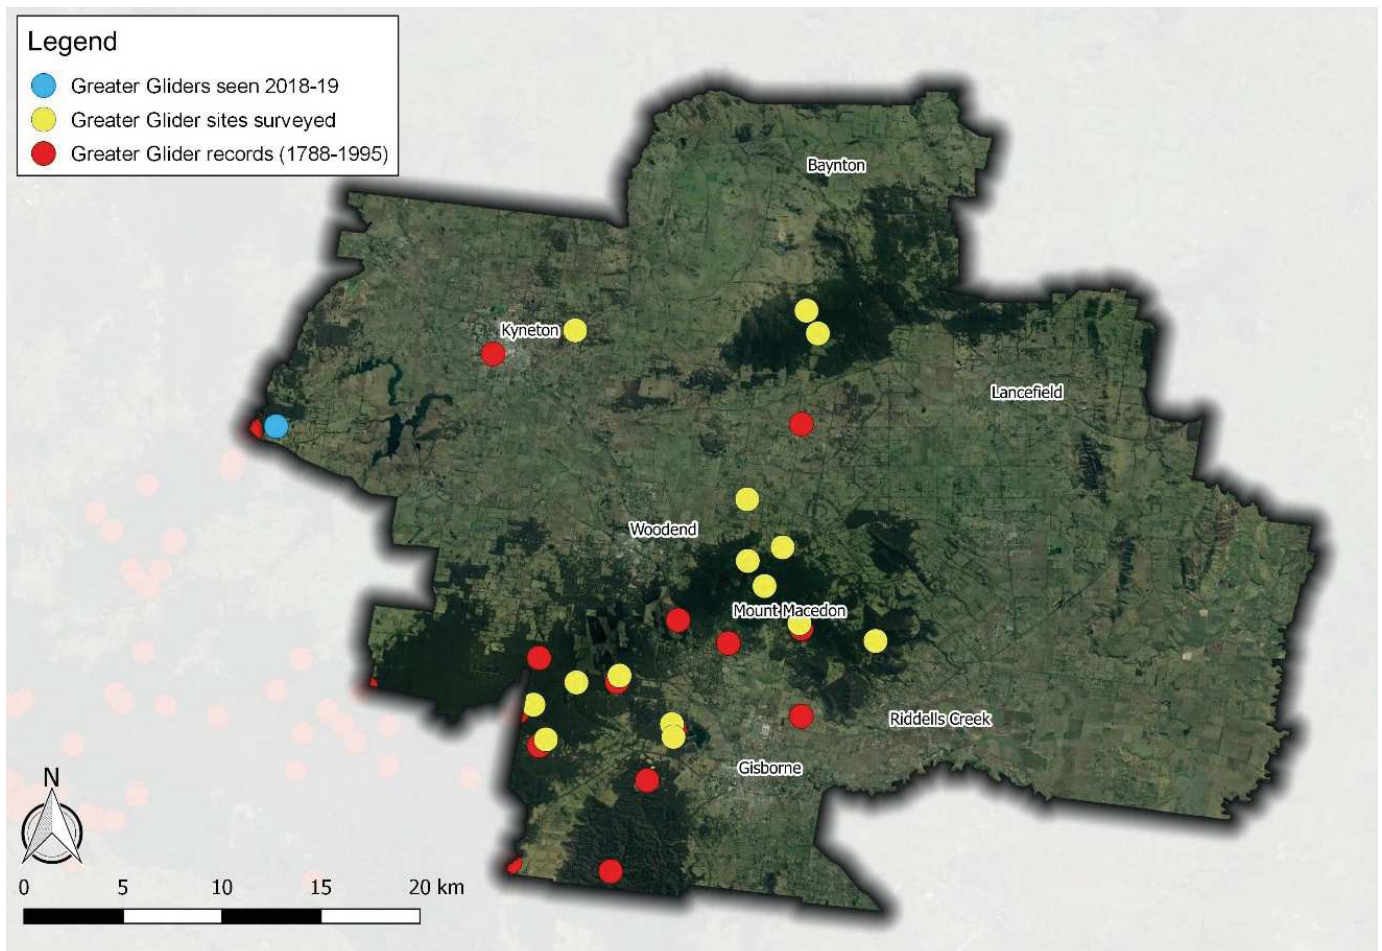 Legend
Greater Gliders seen 2018-19
Greater Glider sites surveyed
Greater Glider records (1788-1995)
Baynton
Kyneton
Lancefield
Woodend
Mount Macedon
Riddells Creek
Gisborne
N
0 5 10 15 20 km